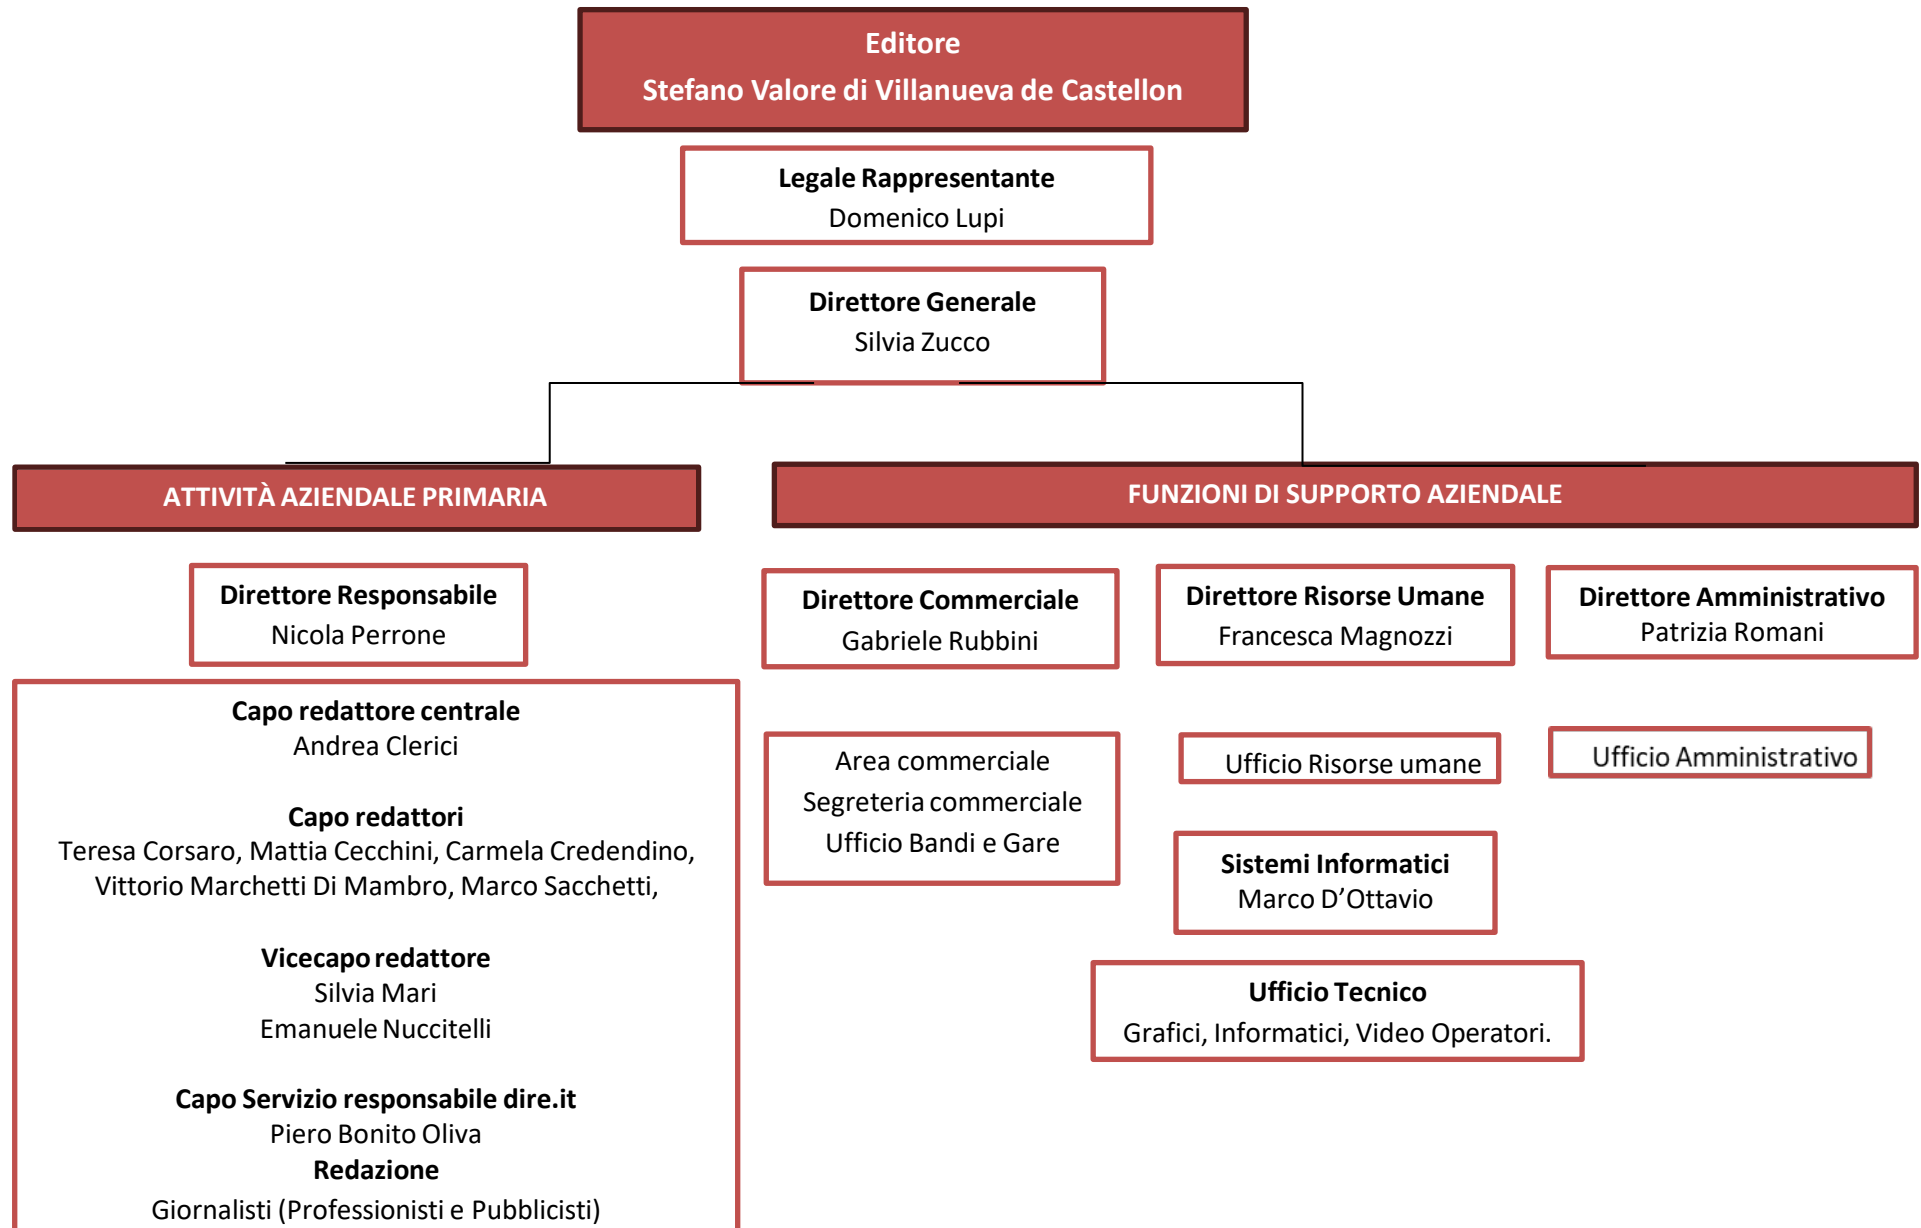 Editore
Stefano Valore di Villanueva de Castellon
Legale Rappresentante
Domenico Lupi
Direttore Generale
Silvia Zucco
ATTIVITÀ AZIENDALE PRIMARIA
Direttore Responsabile
Nicola Perrone
Capo redattore centrale
Andrea Clerici
Capo redattori
Teresa Corsaro, Mattia Cecchini, Carmela Credendino,
Vittorio Marchetti Di Mambro, Marco Sacchetti,
Vicecapo redattore
Silvia Mari
Emanuele Nuccitelli
Capo Servizio responsabile dire.it
Piero Bonito Oliva
Redazione
Giornalisti (Professionisti e Pubblicisti)
FUNZIONI DI SUPPORTO AZIENDALE
Direttore Commerciale
Gabriele Rubbini
Area commerciale
Segreteria commerciale
Ufficio Bandi e Gare
Direttore Risorse Umane
Francesca Magnozzi
Ufficio Risorse umane
Sistemi Informatici
Marco D’Ottavio
Ufficio Tecnico
Grafici, Informatici, Video Operatori.
Direttore Amministrativo
Patrizia Romani
Ufficio Amministrativo